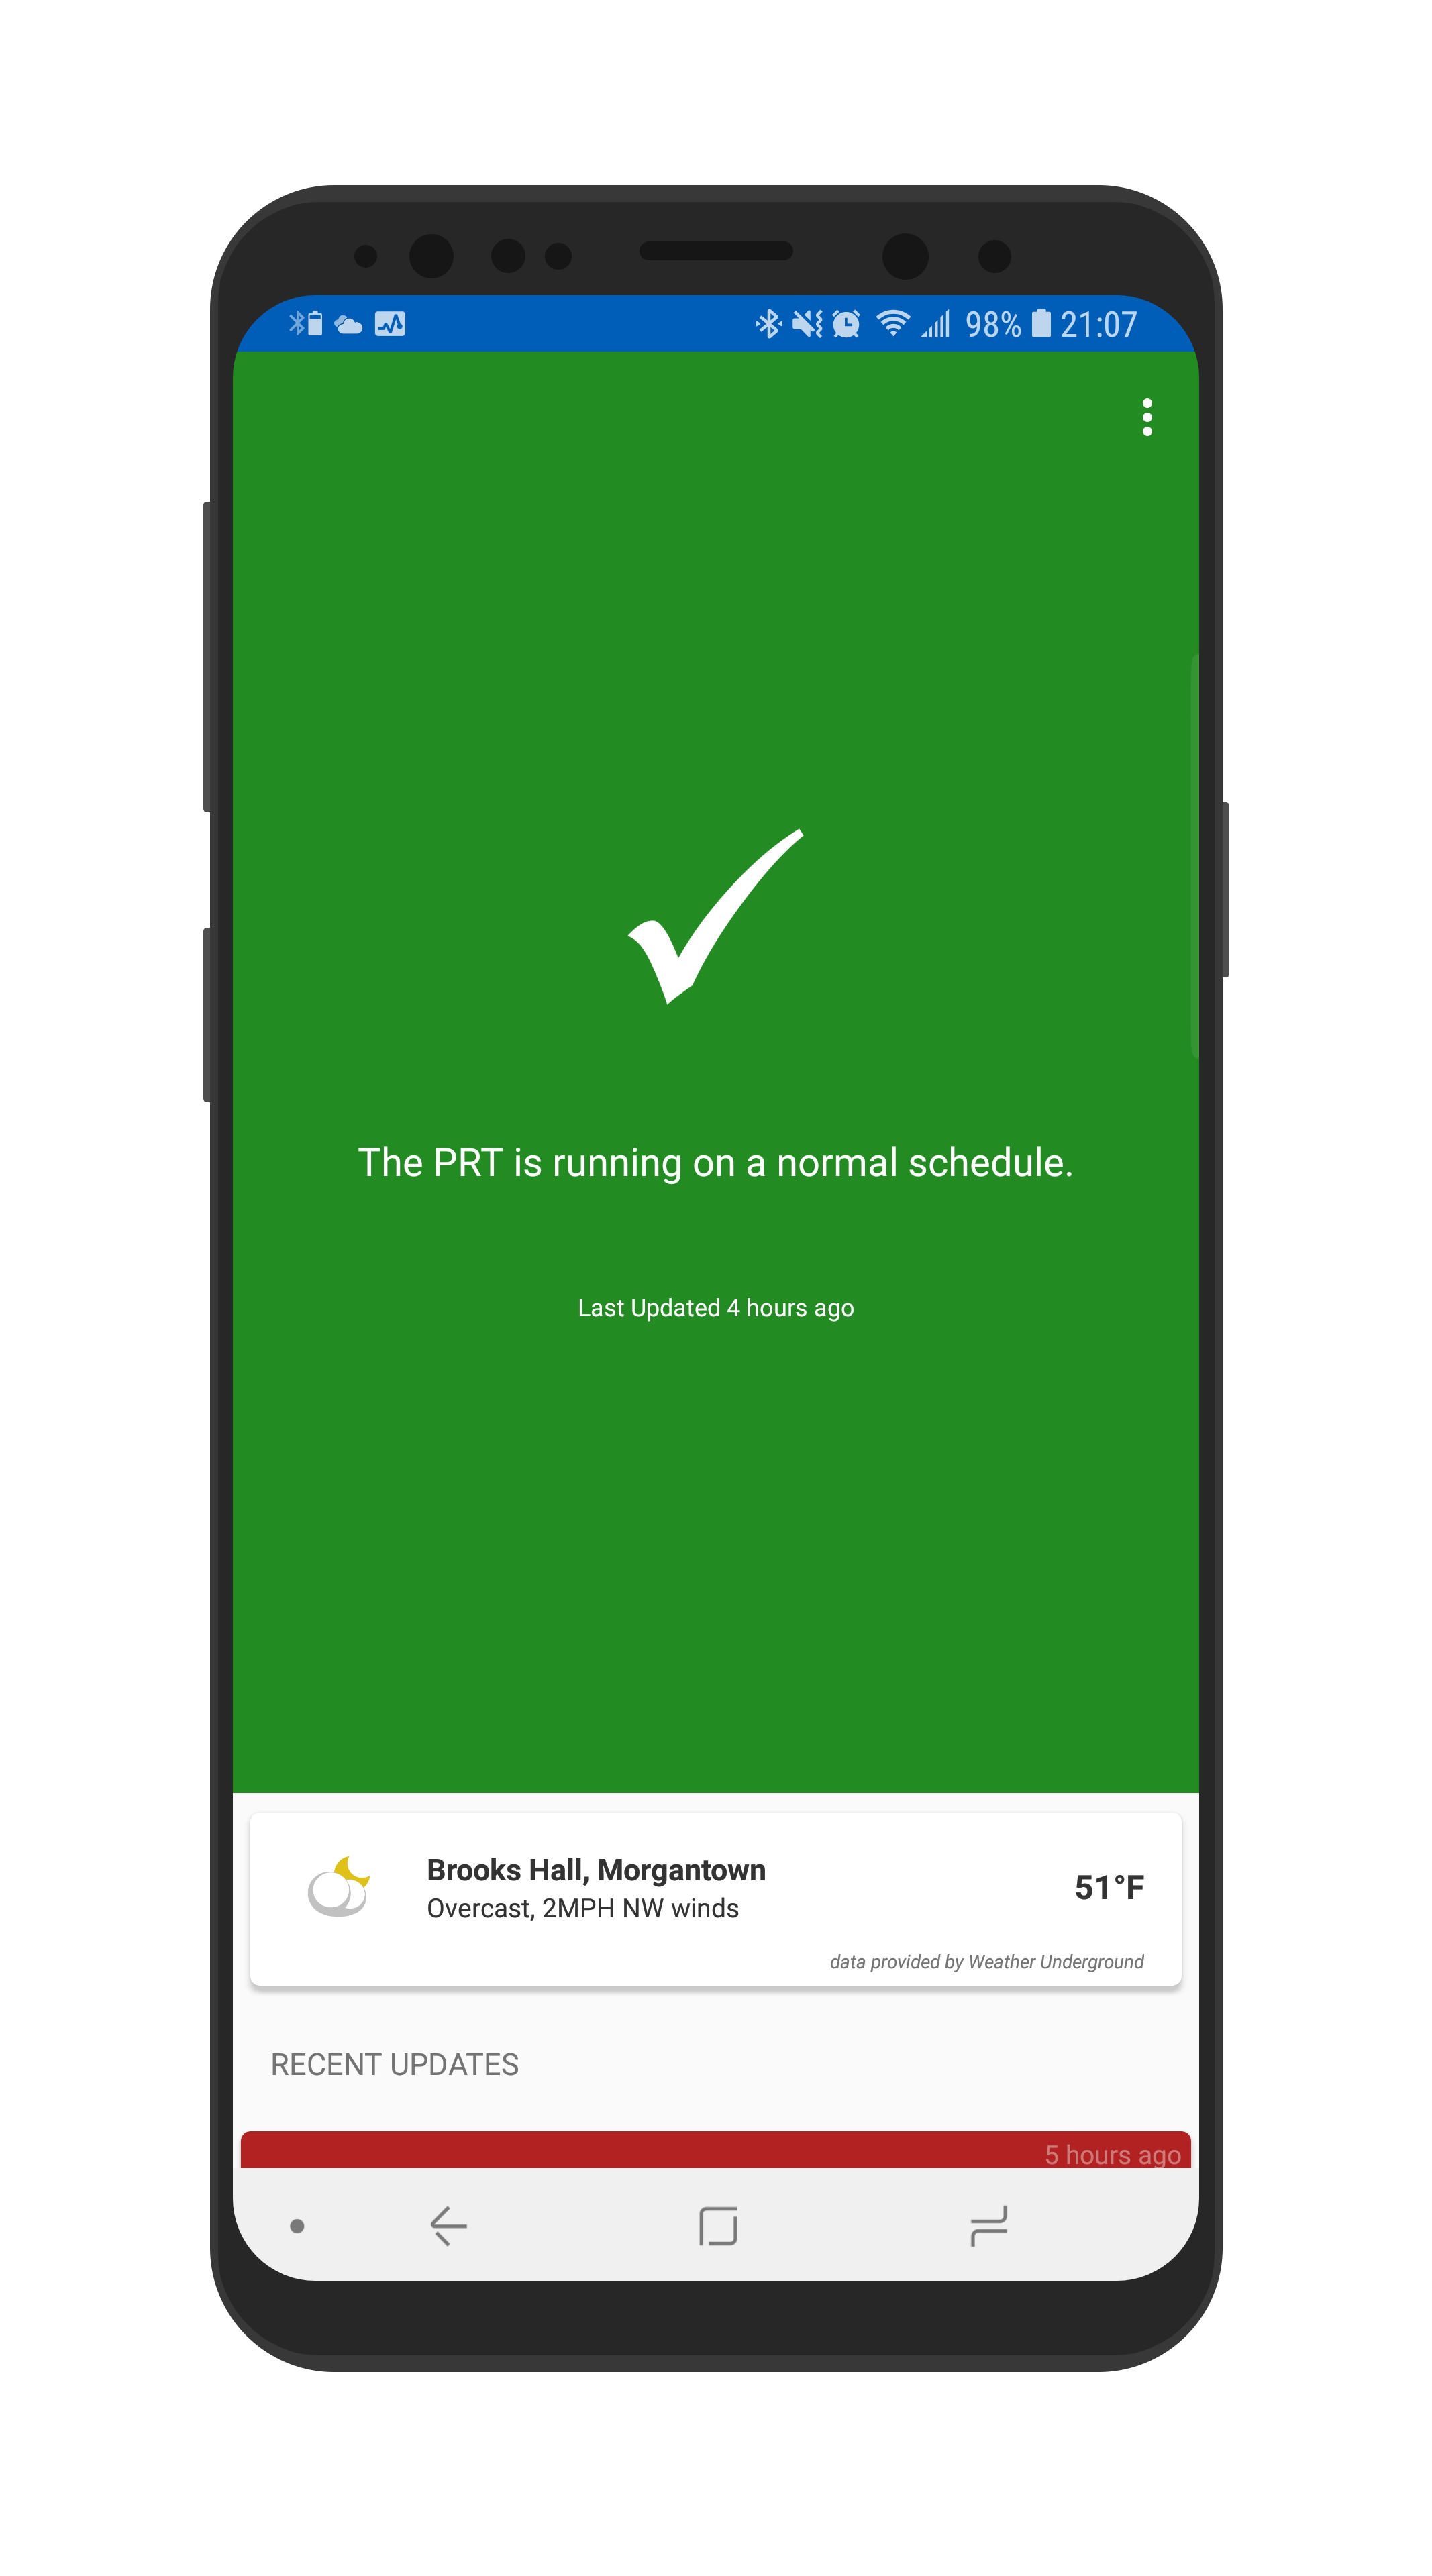 98% 21:07
The PRT is running on a normal schedule.
Last Updated 4 hours ago
Brooks Hall, Morgantown
51°F
Overcast, 2MPH NW winds
data provided by Weather Underground
RECENT UPDATES
5 hours ago